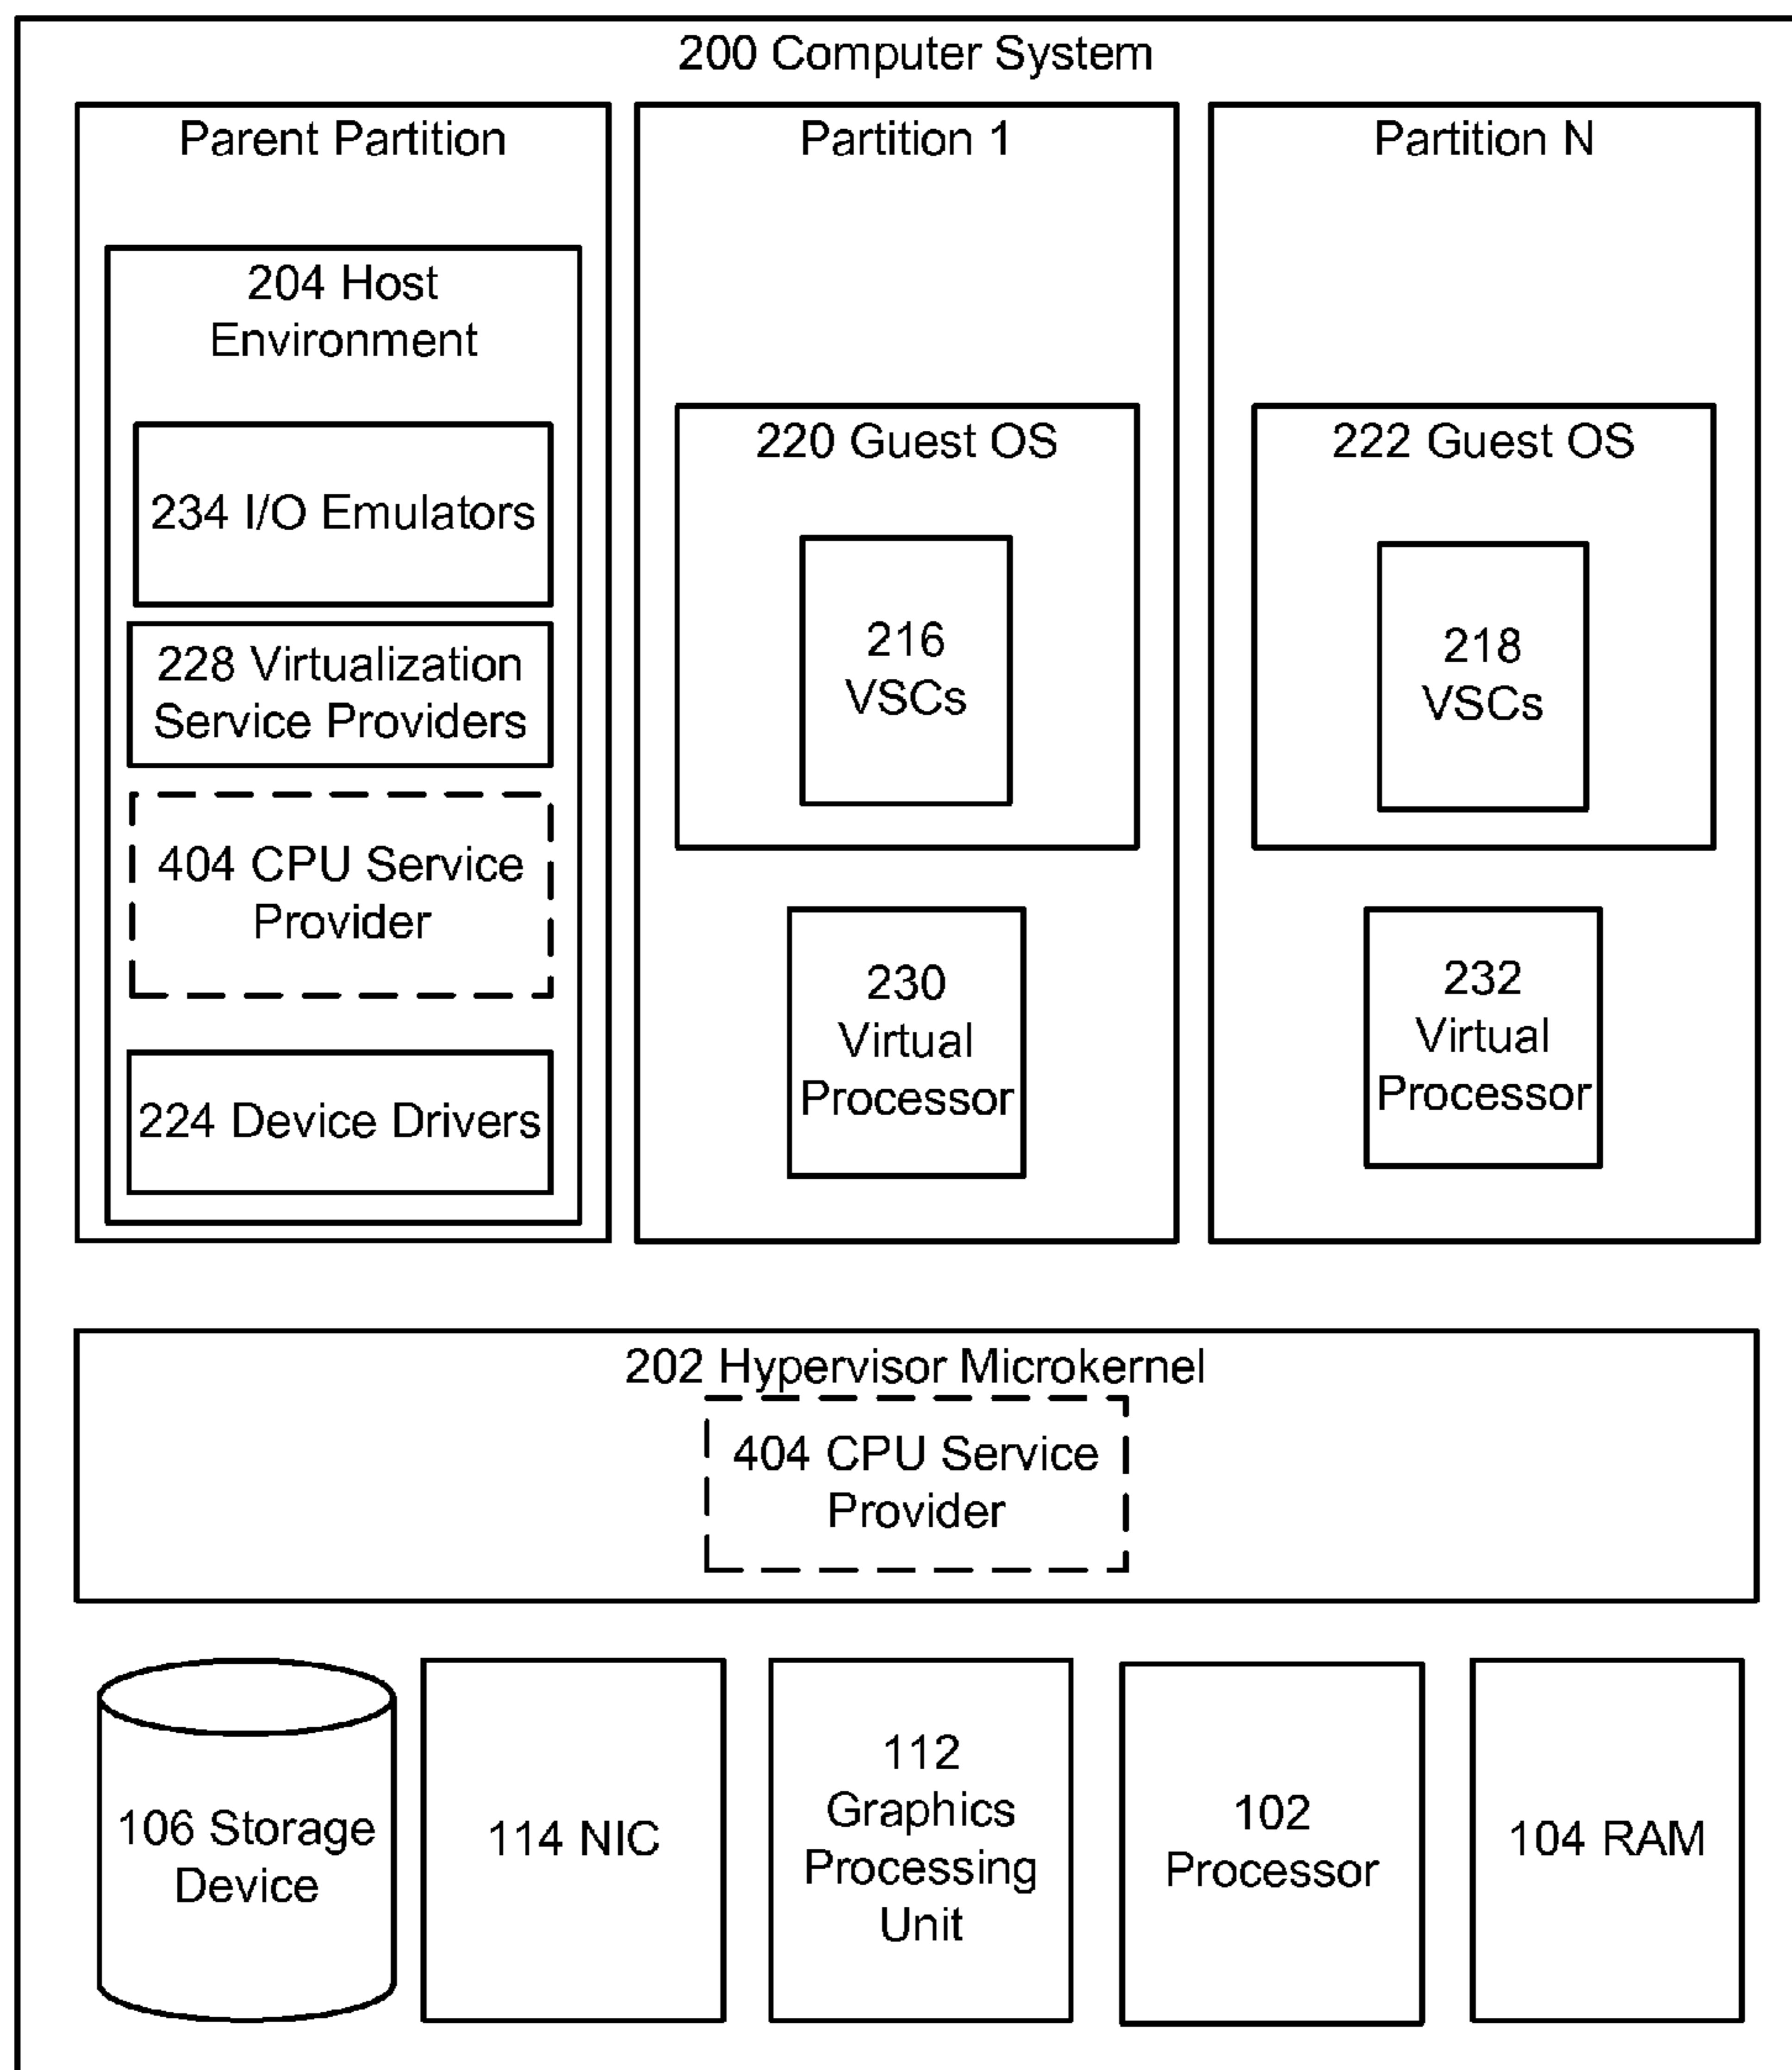 200 Computer System
Parent Partition
204 Host
Environment
234 I/O Emulators
228 Virtualization
Service Providers
404 CPU Service
Provider
224 Device Drivers
Partition 1
220 Guest OS
216
VSCs
230
Virtual
Processor
Partition N
222 Guest OS
218
VSCs
232
Virtual
Processor
202 Hypervisor Microkernel
404 CPU Service
Provider
106 Storage
Device
114 NIC
112
Graphics
Processing
Unit
102
Processor
104 RAM